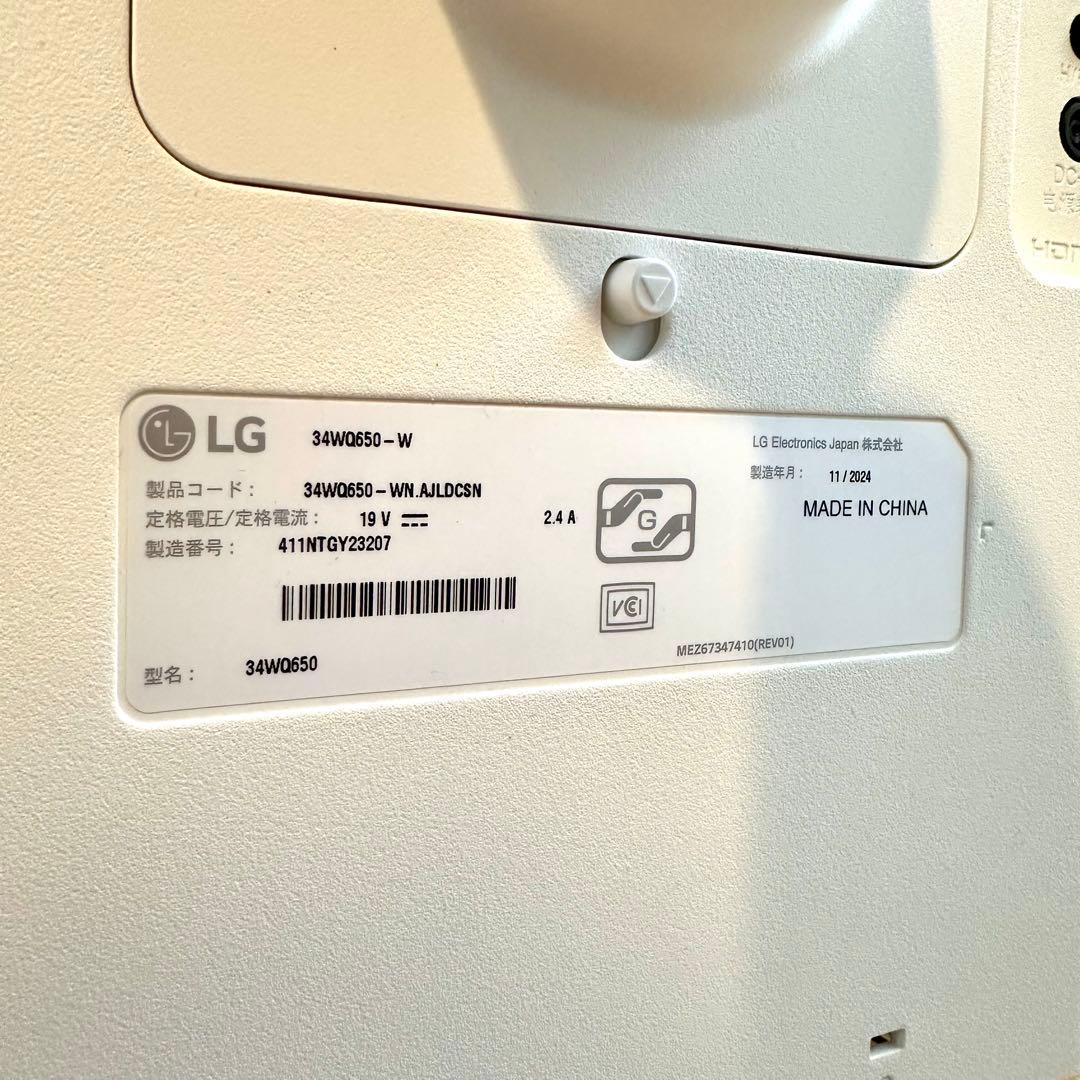 LG
34WQ650-W
製品コード: 34WQ650-WN.AJLDCSN
定格電圧/定格電流: 19 V 2.4 A
製造番号: 411NTGY23207
型名: 34WQ650
LG Electronics Japan 株式会社
製造年月: 11/2024
MADE IN CHINA
G
VCCI
MEZ67347410(REV01)
DC